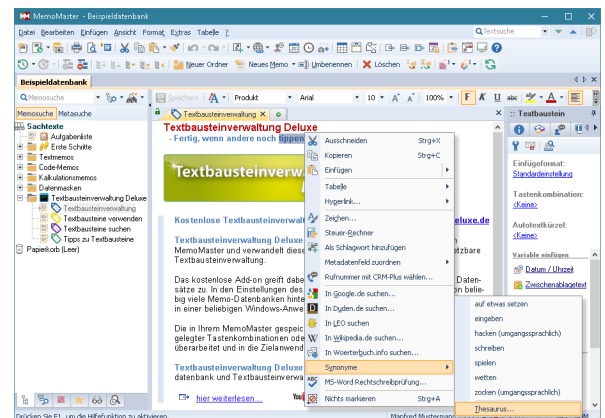 MemoMaster - Beispieldatenbank
Datei Bearbeiten Einfügen Ansicht Format Extras Tabelle ?
Textsuche
Neuer Ordner Neues Memo Umbenennen Löschen
Beispieldatenbank
Memosuche
Speichern Produkt Arial 10 100% F K U abc
Memosuche Metasuche
Textbausteinverwaltung
:: Textbaustein
Sachtexte
Aufgabenliste
Erste Schritte
Textmemos
Code-Memos
Kalkulationsmemos
Datenmasken
Textbausteinverwaltung Deluxe
Textbausteinverwaltung
Textbausteine verwenden
Textbausteine suchen
Tipps zu Textbausteine
Papierkorb (Leer)
Textbausteinverwaltung Deluxe
- Fertig, wenn andere noch tippen
Textbausteinverw
Kostenlose Textbausteinverwalt
eluxe.de
Textbausteinverwaltung Deluxe
MemoMaster und verwandelt diese
etzbare
Textbausteinverwaltung.
Das kostenlose Add-on greift dabe
Daten-
sätze zu. In den Einstellungen des
n belie-
big viele Memo-Datenbanken hinte
in einer beliebigen Windows-Anwe
Die in Ihrem MemoMaster gespeic
gelegter Tastenkombinationen ode
überarbeitet und in die Zielanwend
Textbausteinverwaltung Deluxe
datenbank und Textbausteinverwa
hier weiterlesen...
Ausschneiden Strg+X
Kopieren Strg+C
Einfügen
Tabelle
Hyperlink...
Zeichen...
Steuer-Rechner
Als Schlagwort hinzufügen
Metadatenfeld zuordnen
Rufnummer mit CRM-Plus wählen...
In Google.de suchen...
In Duden.de suchen...
In LEO suchen
In Wikipedia.de suchen...
In Woerterbuch.info suchen...
Synonyme
MS-Word Rechtschreibprüfung...
Nichts markieren Strg+A
Einfügeformat:
Standardeinstellung
Tastenkombination:
<Keine>
Autotextkürzel:
<Keine>
Variable einfügen
Datum / Uhrzeit
Zwischenablagetext
auf etwas setzen
eingeben
hacken (umgangssprachlich)
schreiben
spielen
wetten
zocken (umgangssprachlich)
Thesaurus...
Drücken Sie F1, um die Hilfefunktion zu aktivieren.
Manfred Mustermann